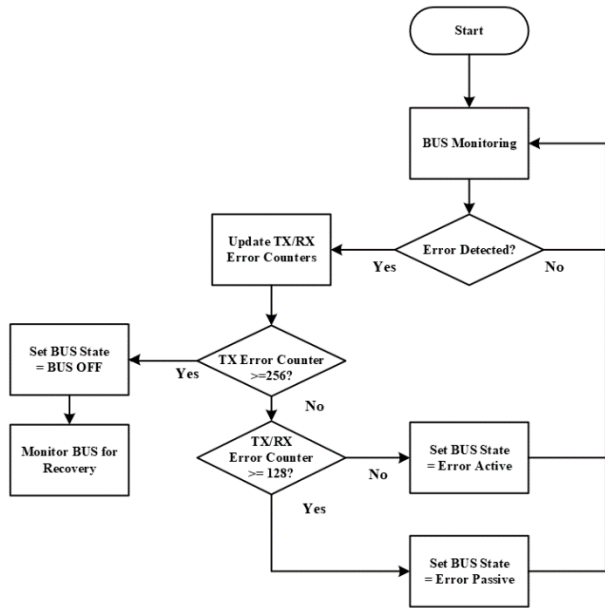 Start
BUS Monitoring
Error Detected?
Yes
No
Update TX/RX
Error Counters
TX Error Counter
>=256?
Yes
No
Set BUS State
= BUS OFF
Monitor BUS for
Recovery
TX/RX
Error Counter
>= 128?
No
Yes
Set BUS State
= Error Active
Set BUS State
= Error Passive